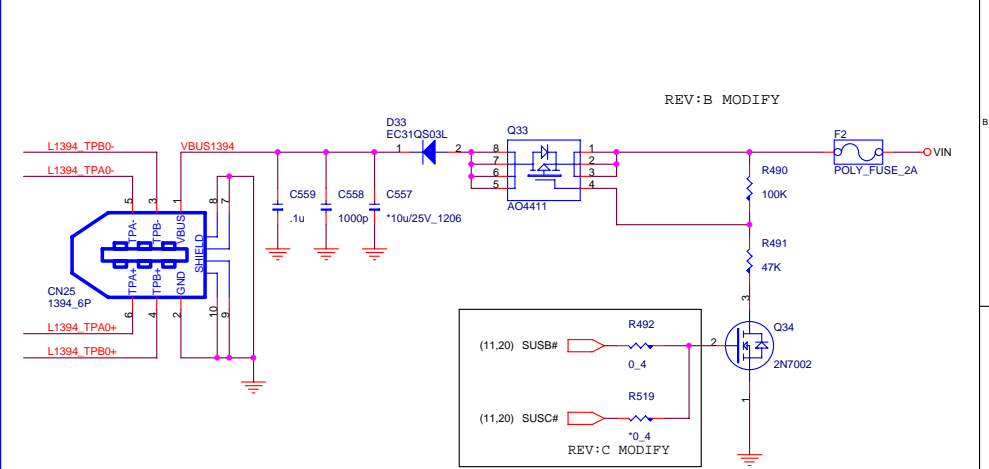 REV:B MODIFY
B
D33
EC31QS03L
Q33
F2
L1394_TPB0-
VBUS1394
1
2
8
7
6
5
1
2
3
4
VIN
POLY_FUSE_2A
L1394_TPA0-
R490
100K
C559
.1u
C558
1000p
C557
*10u/25V_1206
AO4411
5
3
1
8
7
TPA-
TPB-
VBUS
SHIELD
R491
47K
CN25
1394_6P
TPA+
TPB+
GND
6
4
2
10
9
3
L1394_TPA0+
L1394_TPB0+
R492
(11,20) SUSB#
0_4
2
Q34
2N7002
1
R519
(11,20) SUSC#
*0_4
REV:C MODIFY